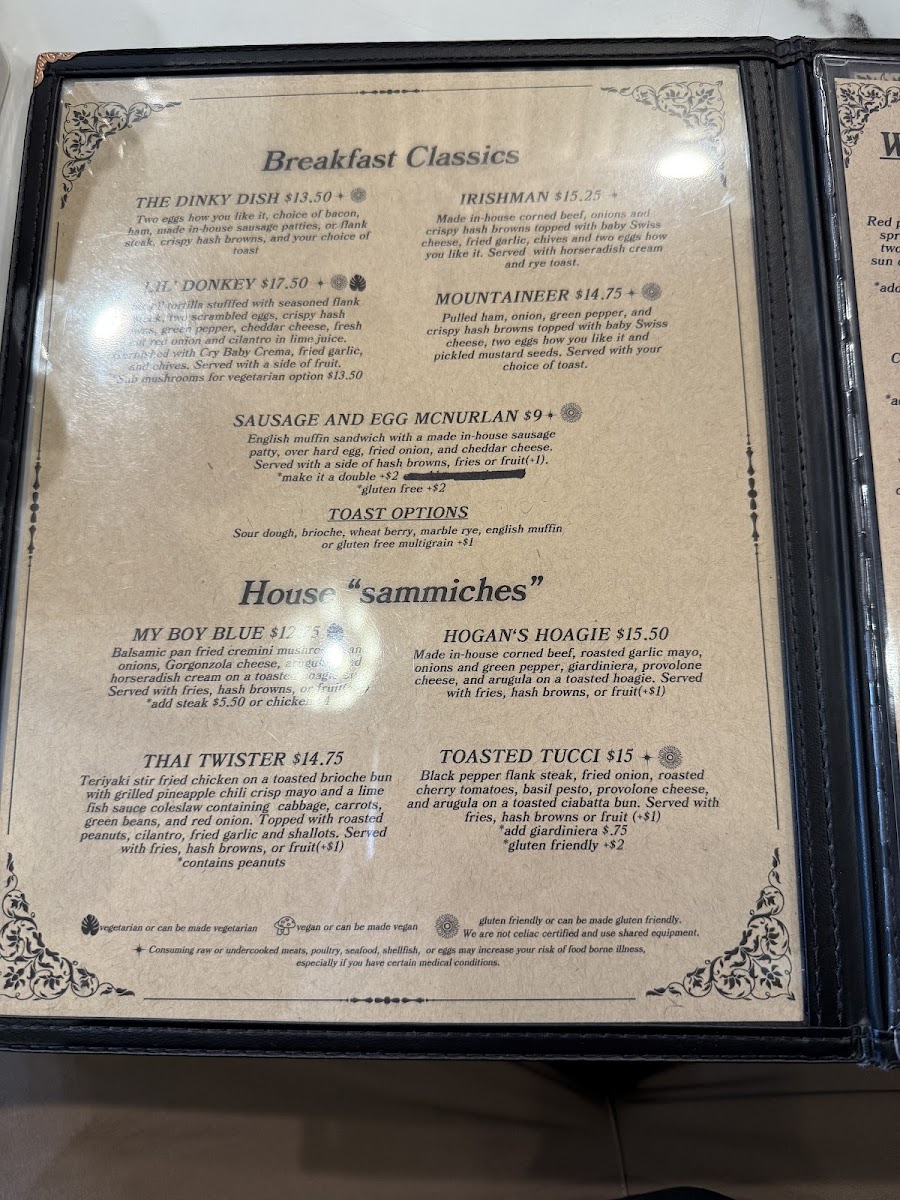 Breakfast Classics
THE DINKY DISH $13.50
Two eggs how you like it, choice of bacon,
ham, made in-house sausage patties, or flank
steak, crispy hash browns, and your choice of
toast
LIL' DONKEY $17.50
tortilla stufffed with seasoned flank
two scrambled eggs, crispy hash
green pepper, cheddar cheese, fresh
red onion and cilantro in lime juice.
with Cry Baby Crema, fried garlic,
and chives. Served with a side of fruit.
*Sub mushrooms for vegetarian option $13.50
IRISHMAN $15.25
Made in-house corned beef, onions and
crispy hash browns topped with baby Swiss
cheese, fried garlic, chives and two eggs how
you like it. Served with horseradish cream
and rye toast.
MOUNTAINEER $14.75
Pulled ham, onion, green pepper, and
crispy hash browns topped with baby Swiss
cheese, two eggs how you like it and
pickled mustard seeds. Served with your
choice of toast.
SAUSAGE AND EGG MCNURLAN $9
English muffin sandwich with a made in-house sausage
patty, over hard egg, fried onion, and cheddar cheese.
Served with a side of hash browns, fries or fruit(+1).
*make it a double +$2
*gluten free +$2
TOAST OPTIONS
Sour dough, brioche, wheat berry, marble rye, english muffin
or gluten free multigrain +$1
House “sammiches”
MY BOY BLUE
Balsamic pan fried cremini
onions, Gorgonzola cheese,
horseradish cream on a toasted
Served with fries, hash browns, or
*add steak $5.50 or chicken
HOGAN'S HOAGIE $15.50
Made in-house corned beef, roasted garlic mayo,
onions and green pepper, giardiniera, provolone
cheese, and arugula on a toasted hoagie. Served
with fries, hash browns, or fruit(+$1)
THAI TWISTER $14.75
Teriyaki stir fried chicken on a toasted brioche bun
with grilled pineapple chili crisp mayo and a lime
fish sauce coleslaw containing cabbage, carrots,
green beans, and red onion. Topped with roasted
peanuts, cilantro, fried garlic and shallots. Served
with fries, hash browns, or fruit(+$1)
*contains peanuts
TOASTED TUCCI $15
Black pepper flank steak, fried onion, roasted
cherry tomatoes, basil pesto, provolone cheese,
and arugula on a toasted ciabatta bun. Served with
fries, hash browns or fruit (+$1)
*add giardiniera $.75
*gluten friendly +$2
vegetarian or can be made vegetarian
vegan or can be made vegan
gluten friendly or can be made gluten friendly.
We are not celiac certified and use shared equipment.
Consuming raw or undercooked meats, poultry, seafood, shellfish, or eggs may increase your risk of food borne illness,
especially if you have certain medical conditions.
Red
two
sun
*add